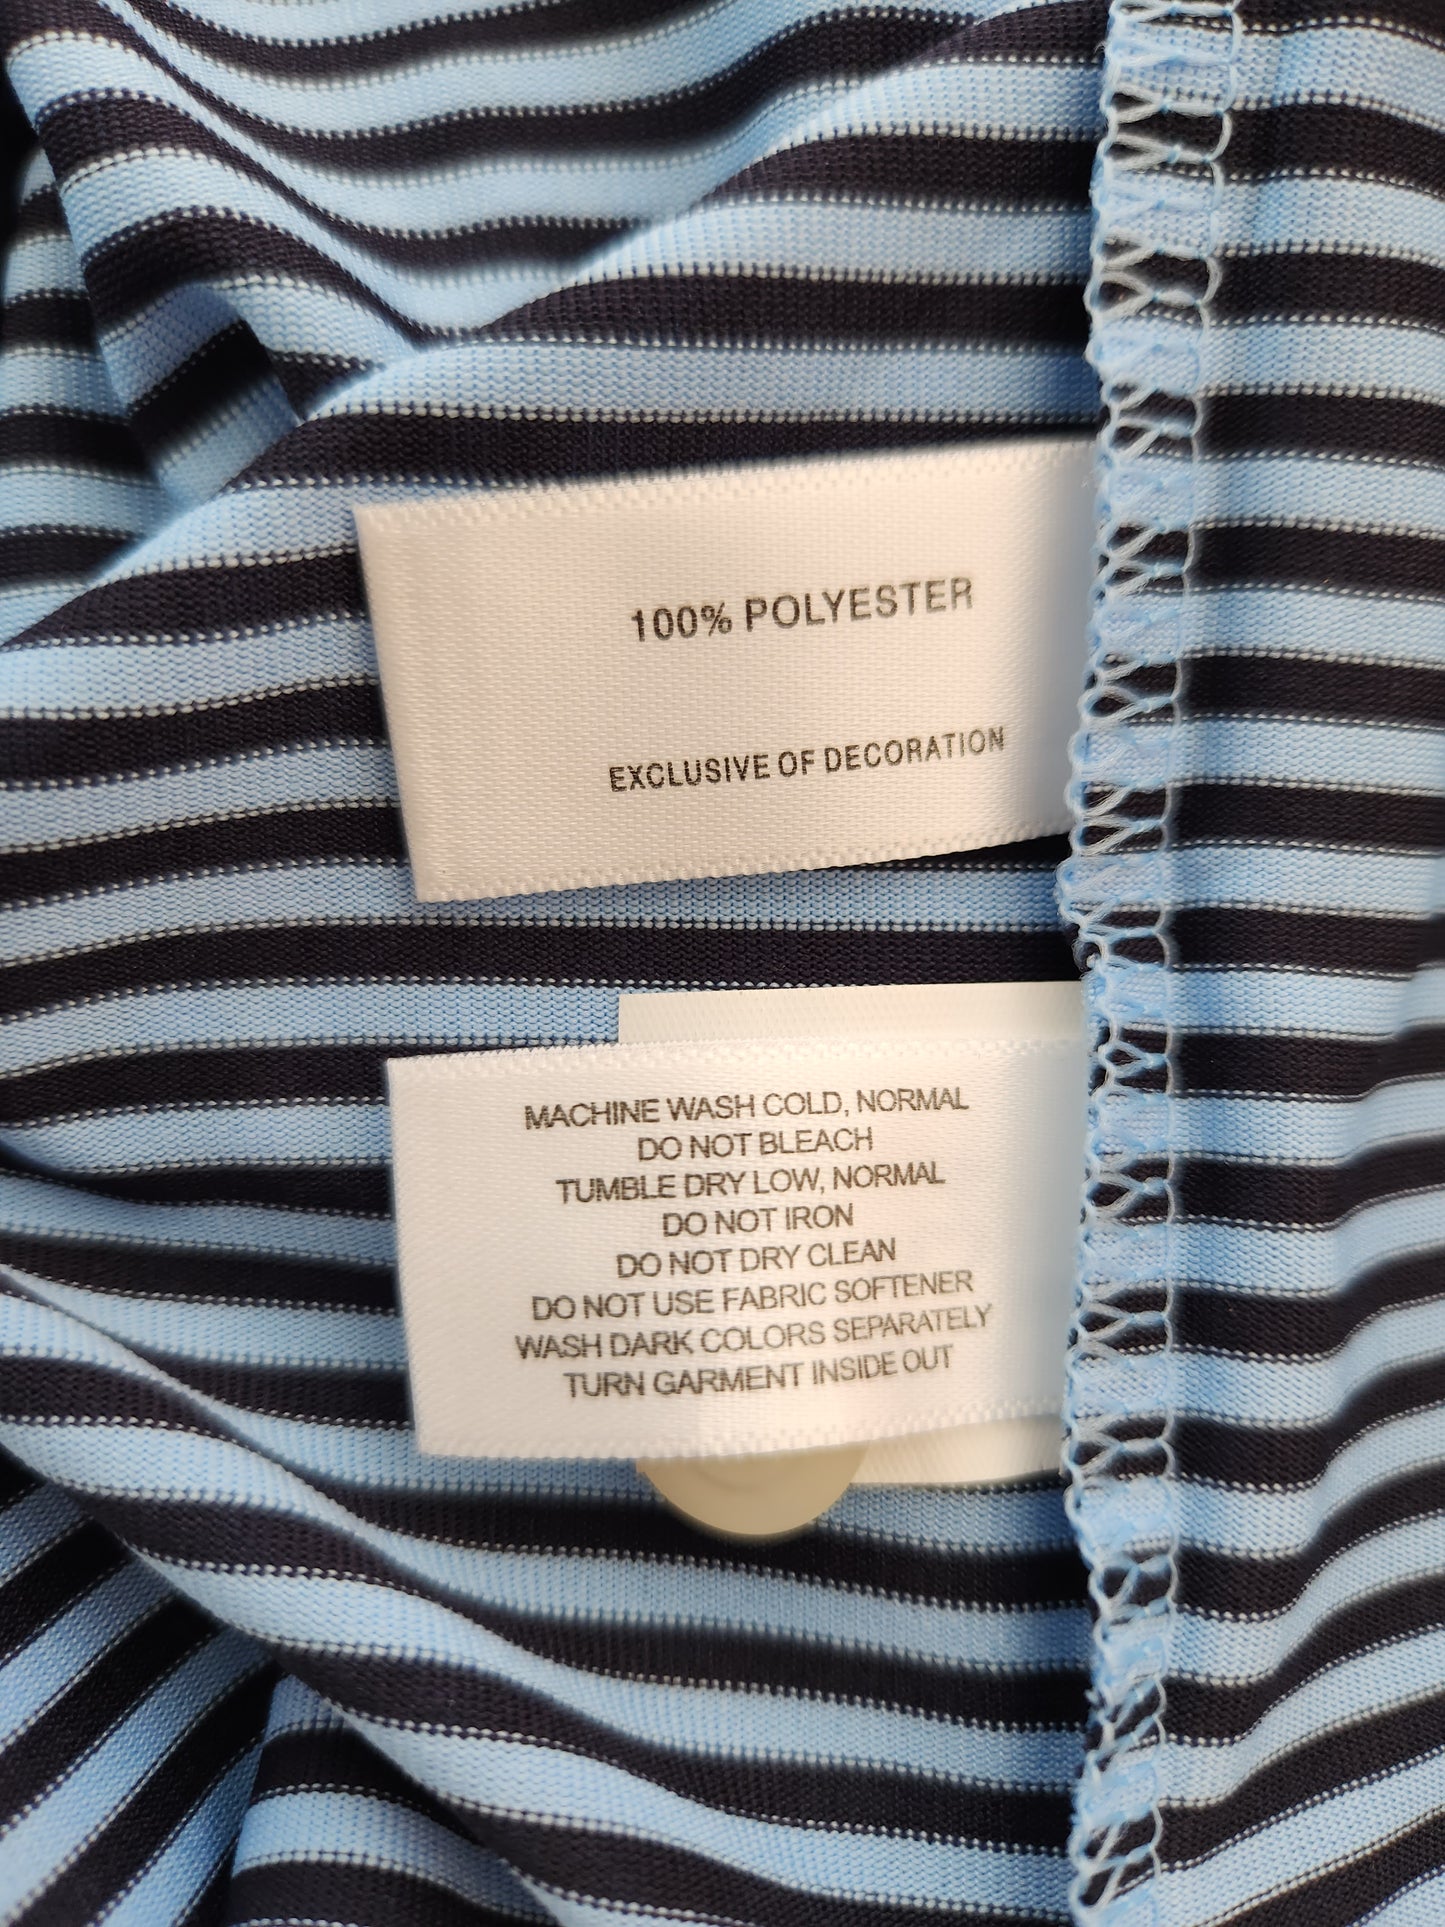 100% POLYESTER
EXCLUSIVE OF DECORATION
MACHINE WASH COLD, NORMAL
DO NOT BLEACH
TUMBLE DRY LOW, NORMAL
DO NOT IRON
DO NOT DRY CLEAN
DO NOT USE FABRIC SOFTENER
WASH DARK COLORS SEPARATELY
TURN GARMENT INSIDE OUT